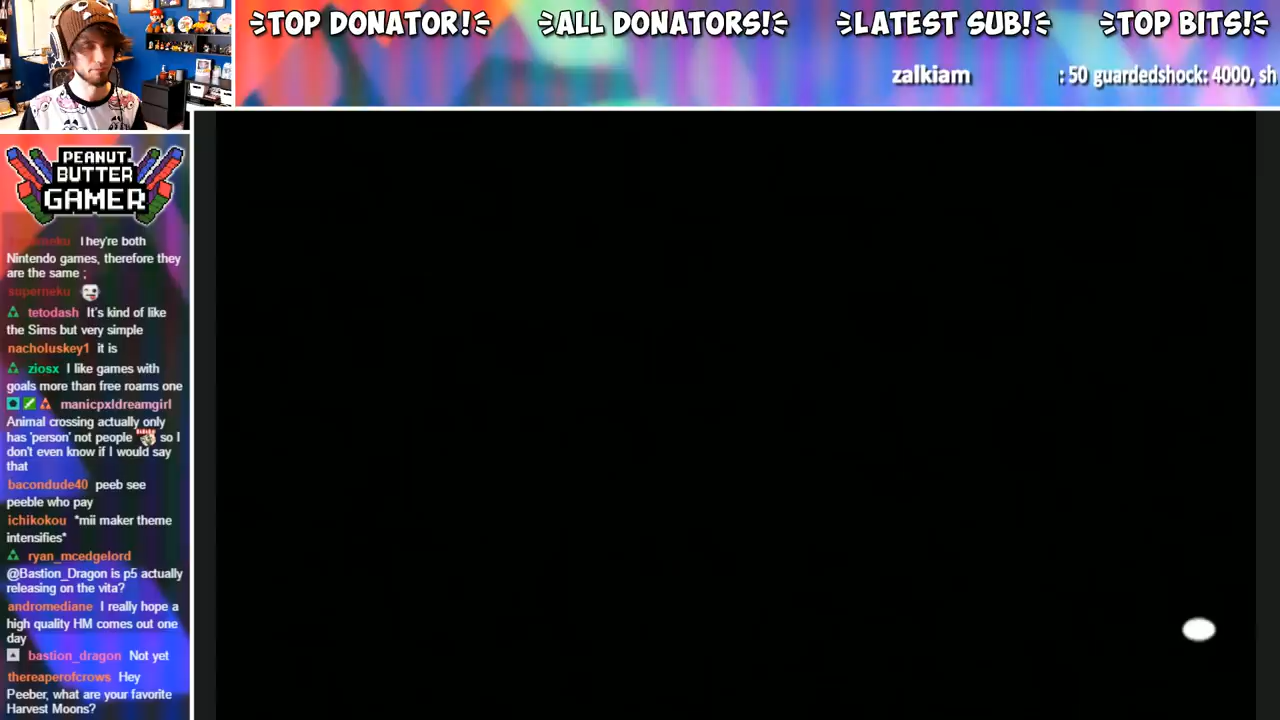 TOP DONATOR!
ALL DONATORS!
LATEST SUB!
TOP BITS!
zalkiam
: 50 guardedshock: 4000, sh
PEANUT
BUTTER
GAMER
They're both
Nintendo games, therefore they
are the same ;
superneku
tetodash It's kind of like
the Sims but very simple
nacholuskey1 it is
ziosx I like games with
goals more than free roams one
manicpxldreamgirl
Animal crossing actually only
has 'person' not people so I
don't even know if I would say
that
bacondude40 peeb see
peeble who pay
ichikokou *mii maker theme
intensifies*
ryan_mcedgelord
@Bastion_Dragon is p5 actually
releasing on the vita?
andromediane I really hope a
high quality HM comes out one
day
bastion_dragon Not yet
thereaperofcrows Hey
Peeber, what are your favorite
Harvest Moons?